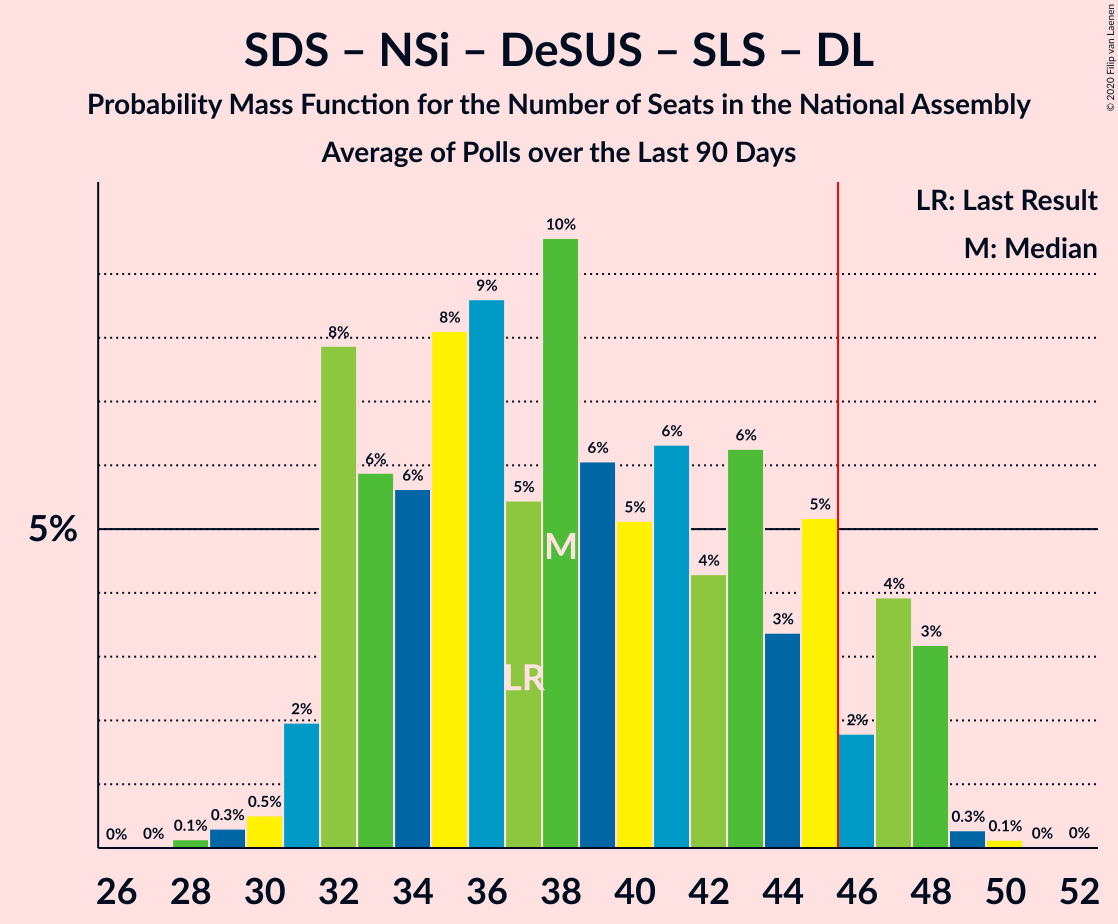 SDS – NSi – DeSUS – SLS – DL
Probability Mass Function for the Number of Seats in the National Assembly
Average of Polls over the Last 90 Days
© 2020 Filip van Laenen
LR: Last Result
M: Median
5%
0% 0% 0.1% 0.3% 0.5% 2% 8% 6% 6% 8% 9% 5% 10% 6% 5% 6% 4% 6% 3% 5% 2% 4% 3% 0.3% 0.1% 0% 0%
M
LR
26 28 30 32 34 36 38 40 42 44 46 48 50 52